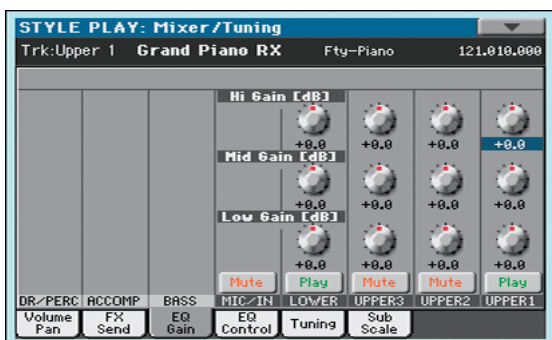 STYLE PLAY: Mixer/Tuning
Trk:Upper 1 Grand Piano RX Fty-Piano 121.010.000
Hi Gain [dB]
+0.0 +0.0 +0.0 +0.0
Mid Gain [dB]
+0.0 +0.0 +0.0 +0.0
Low Gain [dB]
+0.0 +0.0 +0.0 +0.0
Mute Play Mute Mute Play
DR/PERC ACCOMP BASS MIC/IN LOWER UPPER3 UPPER2 UPPER1
Volume Pan FX Send EQ Gain EQ Control Tuning Sub Scale